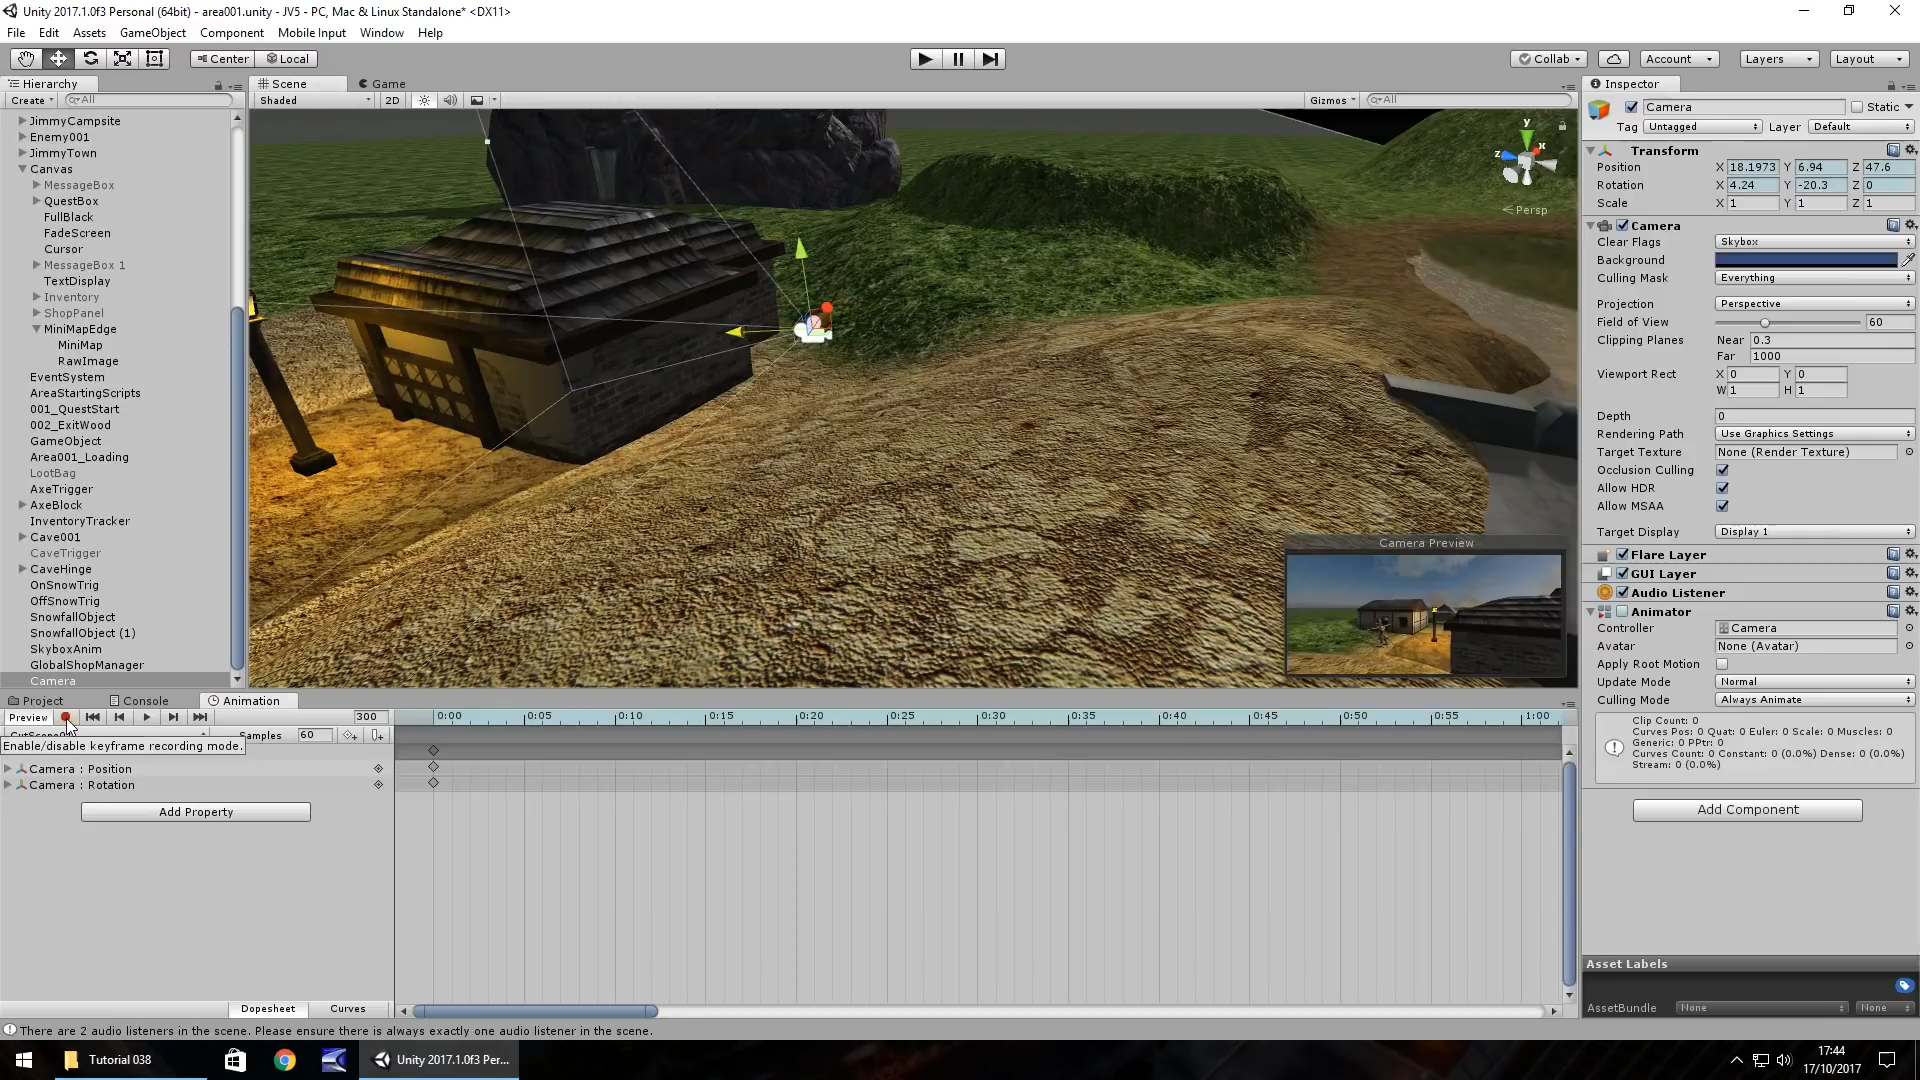 Unity 2017.1.0f3 Personal (64bit) - area001.unity - JV5 - PC, Mac & Linux Standalone* <DX11>
File Edit Assets GameObject Component Mobile Input Window Help
Center Local Collab Account Layers Layout
Hierarchy
Create All
JimmyCampsite
Enemy001
JimmyTown
Canvas
MessageBox
QuestBox
FullBlack
FadeScreen
Cursor
MessageBox 1
TextDisplay
Inventory
ShopPanel
MiniMapEdge
MiniMap
RawImage
EventSystem
AreaStartingScripts
001_QuestStart
002_ExitWood
GameObject
Area001_Loading
LootBag
AxeTrigger
AxeBlock
InventoryTracker
Cave001
CaveTrigger
CaveHinge
OnSnowTrig
OffSnowTrig
SnowfallObject
SnowfallObject (1)
SkyboxAnim
GlobalShopManager
Camera
Scene Game
Shaded 2D Gizmos All
y
x
z
Persp
Camera Preview
Inspector
Camera Static
Tag Untagged Layer Default
Transform
Position X 18.1973 Y 6.94 Z 47.6
Rotation X 4.24 Y -20.3 Z 0
Scale X 1 Y 1 Z 1
Camera
Clear Flags Skybox
Background
Culling Mask Everything
Projection Perspective
Field of View 60
Clipping Planes Near 0.3
Far 1000
Viewport Rect X 0 Y 0
W 1 H 1
Depth 0
Rendering Path Use Graphics Settings
Target Texture None (Render Texture)
Occlusion Culling
Allow HDR
Allow MSAA
Target Display Display 1
Flare Layer
GUI Layer
Audio Listener
Animator
Controller Camera
Avatar None (Avatar)
Apply Root Motion
Update Mode Normal
Culling Mode Always Animate
Clip Count: 0
Curves Pos: 0 Quat: 0 Euler: 0 Scale: 0 Muscles: 0
Generic: 0 PPtr: 0
Curves Count: 0 Constant: 0 (0.0%) Dense: 0 (0.0%)
Stream: 0 (0.0%)
Add Component
Asset Labels
AssetBundle None None
Project Console Animation
Preview 300 0:00 0:05 0:10 0:15 0:20 0:25 0:30 0:35 0:40 0:45 0:50 0:55 1:00
Samples 60
Enable/disable keyframe recording mode.
Camera : Position
Camera : Rotation
Add Property
Dopesheet Curves
There are 2 audio listeners in the scene. Please ensure there is always exactly one audio listener in the scene.
Tutorial 038 Unity 2017.1.0f3 Per...
17:44
17/10/2017